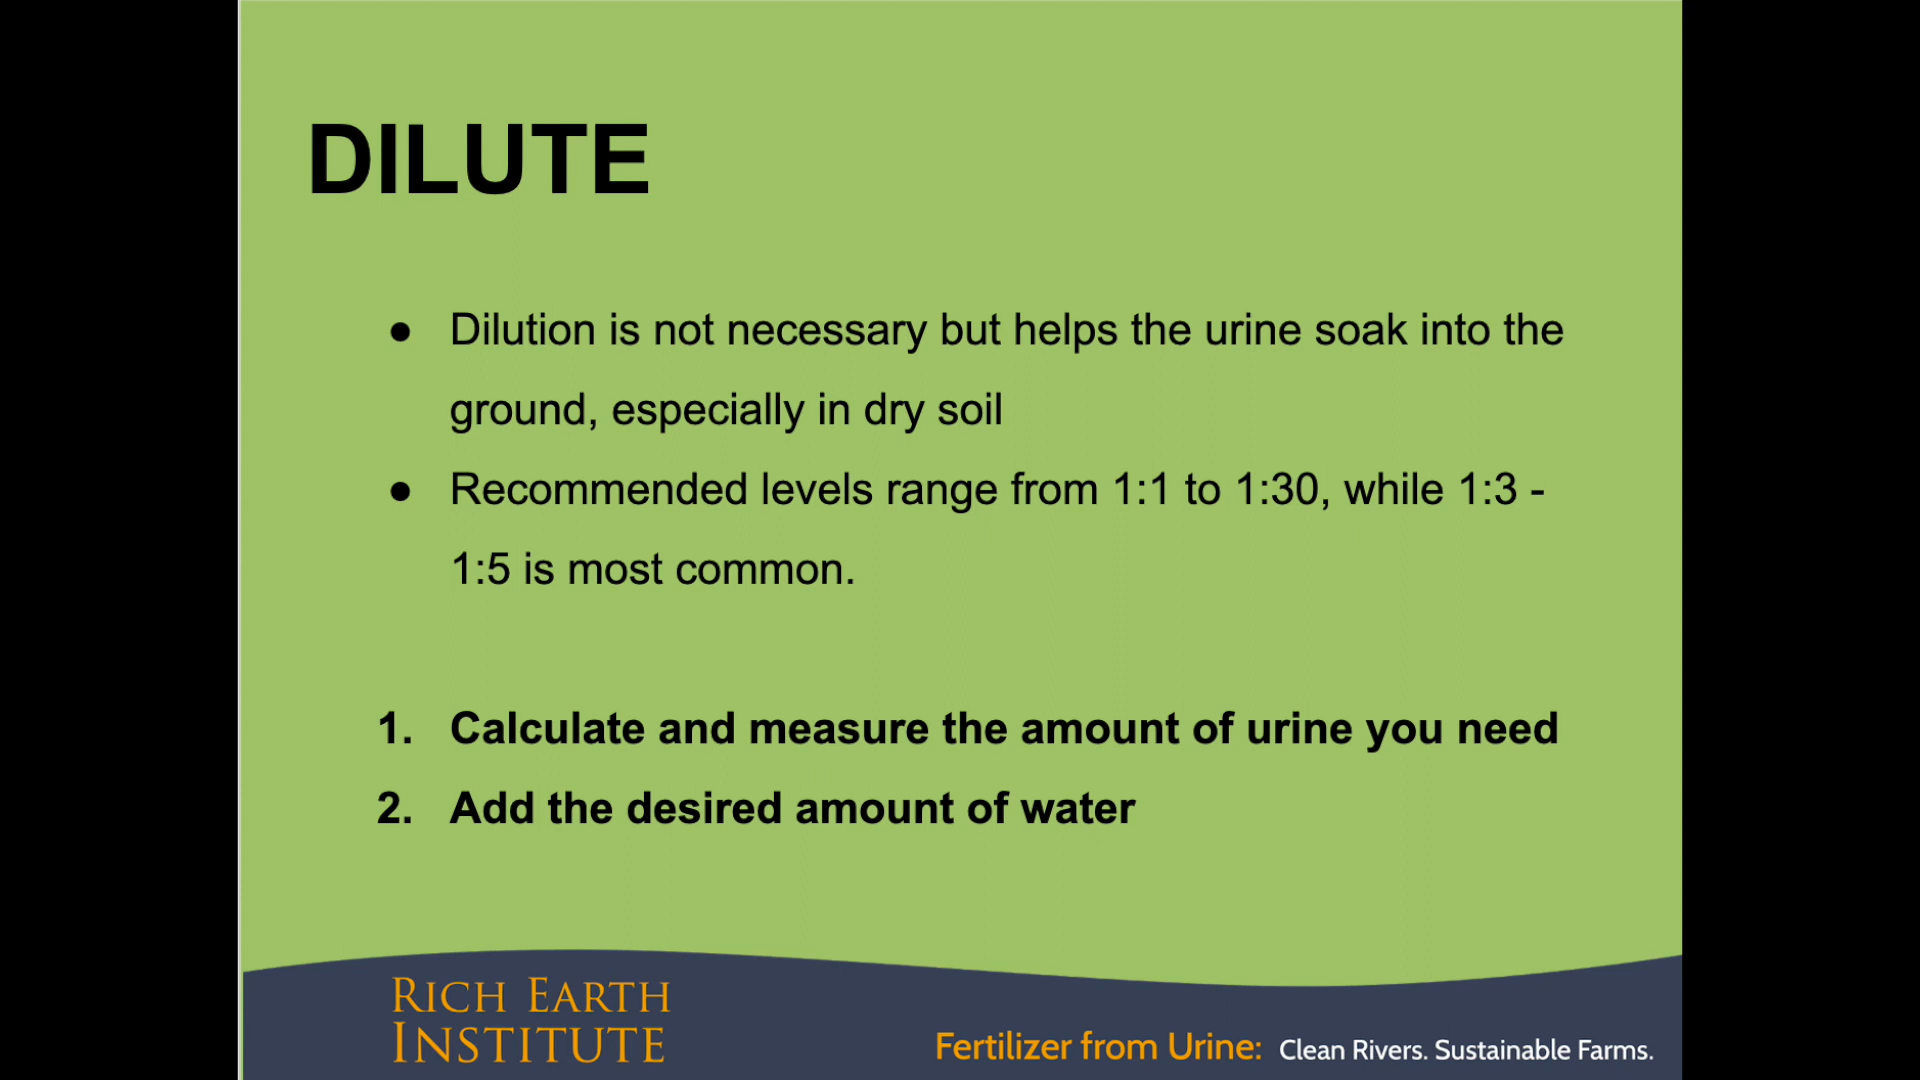 DILUTE
● Dilution is not necessary but helps the urine soak into the
ground, especially in dry soil
● Recommended levels range from 1:1 to 1:30, while 1:3 -
1:5 is most common.
1. Calculate and measure the amount of urine you need
2. Add the desired amount of water
RICH EARTH
INSTITUTE
Fertilizer from Urine: Clean Rivers. Sustainable Farms.